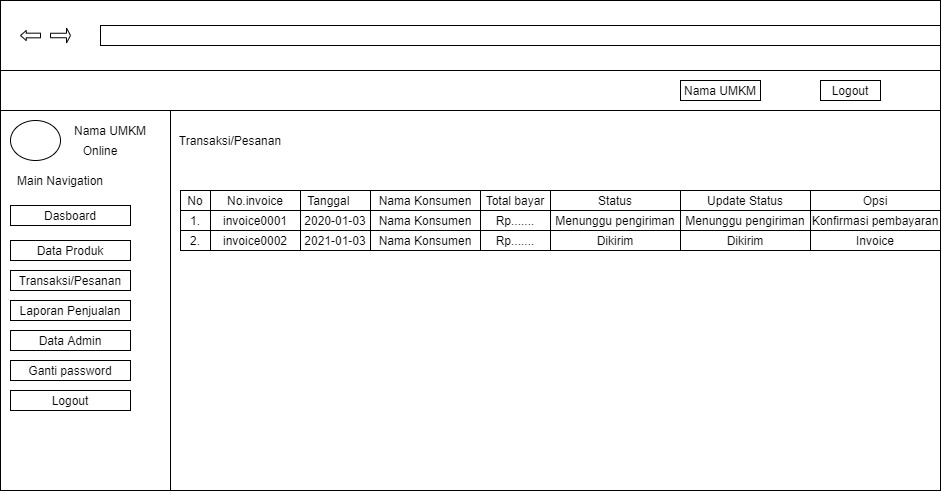 Nama UMKM Logout
Nama UMKM
Online
Main Navigation
Dasboard
Data Produk
Transaksi/Pesanan
Laporan Penjualan
Data Admin
Ganti password
Logout
Transaksi/Pesanan
No No.invoice Tanggal Nama Konsumen Total bayar Status Update Status Opsi
1. invoice0001 2020-01-03 Nama Konsumen Rp....... Menunggu pengiriman Menunggu pengiriman Konfirmasi pembayaran
2. invoice0002 2021-01-03 Nama Konsumen Rp....... Dikirim Dikirim Invoice